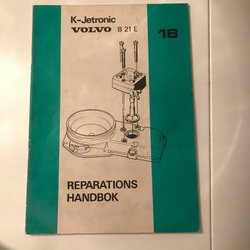 K-Jetronic
VOLVO B 21 E
18
REPARATIONS
HANDBOK